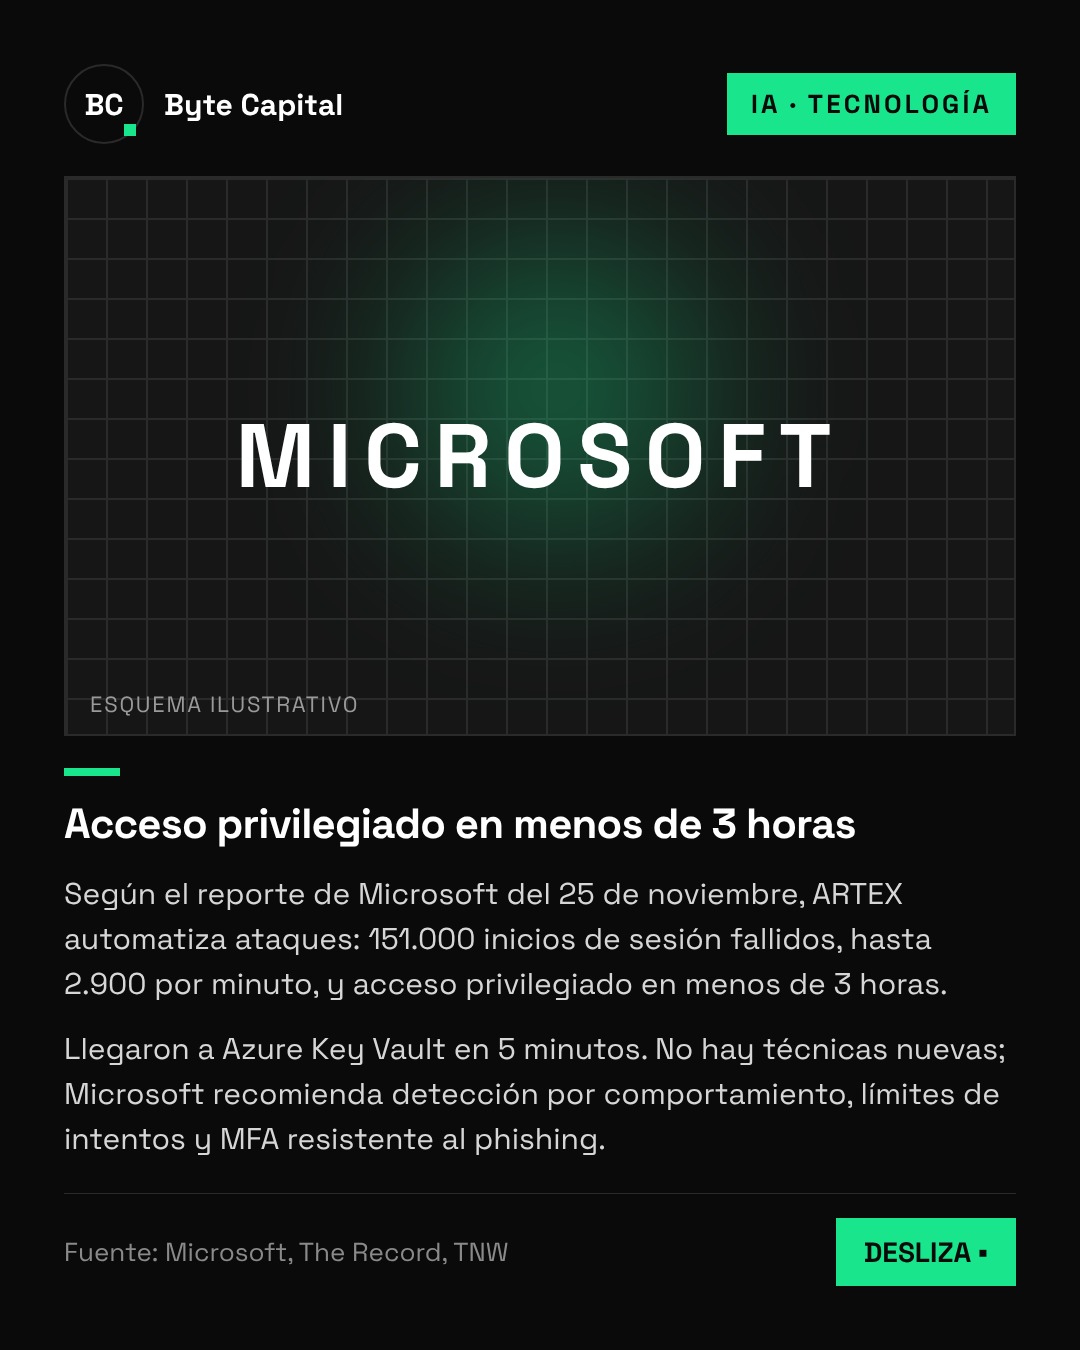 BC
Byte Capital
IA · TECNOLOGÍA
MICROSOFT
ESQUEMA ILUSTRATIVO
Acceso privilegiado en menos de 3 horas
Según el reporte de Microsoft del 25 de noviembre, ARTEX
automatiza ataques: 151.000 inicios de sesión fallidos, hasta
2.900 por minuto, y acceso privilegiado en menos de 3 horas.
Llegaron a Azure Key Vault en 5 minutos. No hay técnicas nuevas;
Microsoft recomienda detección por comportamiento, límites de
intentos y MFA resistente al phishing.
Fuente: Microsoft, The Record, TNW
DESLIZA ▪